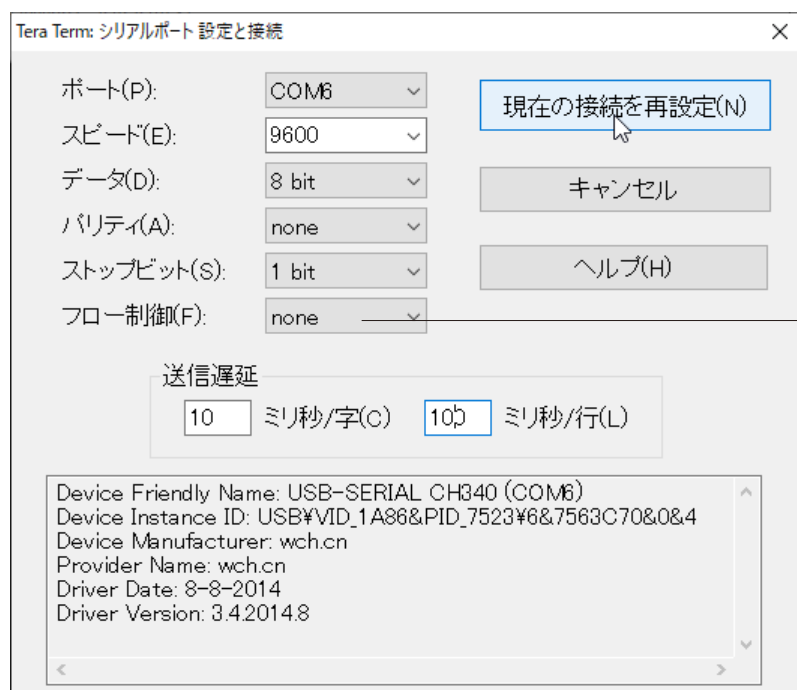 Tera Term: シリアルポート 設定と接続
ポート(P):
COM6
現在の接続を再設定(N)
スピード(E):
9600
データ(D):
8 bit
キャンセル
パリティ(A):
none
ストップビット(S):
1 bit
ヘルプ(H)
フロー制御(F):
none
送信遅延
10 ミリ秒/字(C) 100 ミリ秒/行(L)
Device Friendly Name: USB-SERIAL CH340 (COM6)
Device Instance ID: USB¥VID_1A86&PID_7523¥6&7563C70&0&4
Device Manufacturer: wch.cn
Provider Name: wch.cn
Driver Date: 8-8-2014
Driver Version: 3.4.2014.8